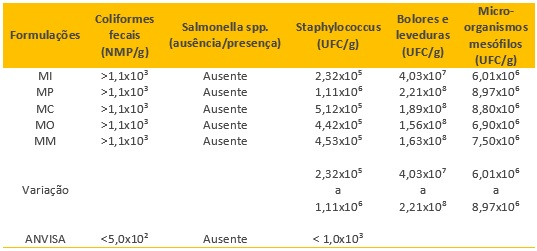 Formulações Coliformes fecais (NMP/g) Salmonella spp. (ausência/presença) Staphylococcus (UFC/g) Bolores e leveduras (UFC/g) Micro-organismos mesófilos (UFC/g)
MI >1,1x10³ Ausente 2,32x10⁵ 4,03x10⁷ 6,01x10⁶
MP >1,1x10³ Ausente 1,11x10⁶ 2,21x10⁸ 8,97x10⁶
MC >1,1x10³ Ausente 5,12x10⁵ 1,89x10⁸ 8,80x10⁶
MO >1,1x10³ Ausente 4,42x10⁵ 1,56x10⁸ 6,90x10⁶
MM >1,1x10³ Ausente 4,53x10⁵ 1,63x10⁸ 7,50x10⁶
2,32x10⁵ 4,03x10⁷ 6,01x10⁶
Variação a a a
1,11x10⁶ 2,21x10⁸ 8,97x10⁶
ANVISA <5,0x10² Ausente < 1,0x10³